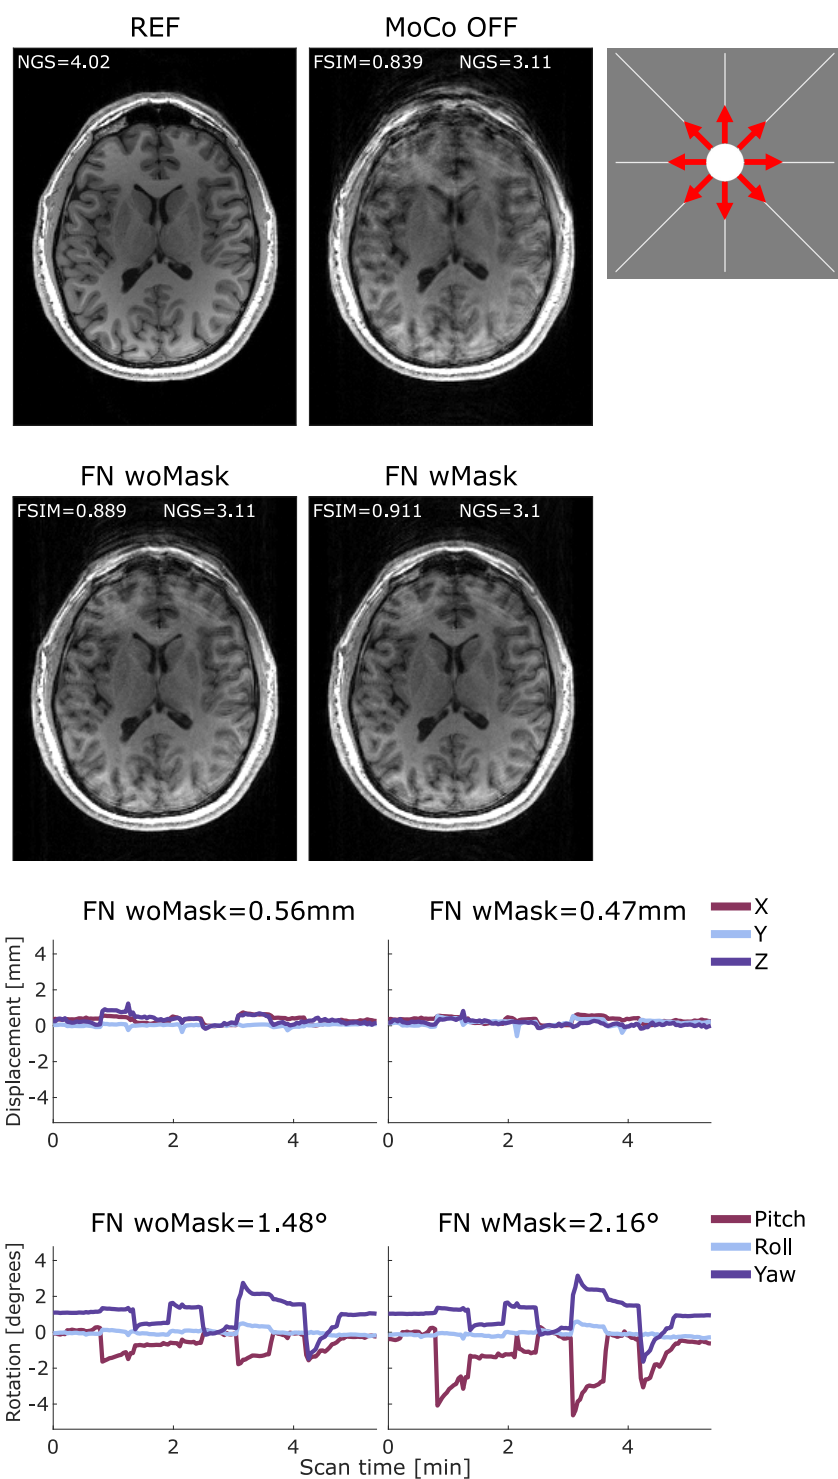 REF
MoCo OFF
NGS=4.02
FSIM=0.839 NGS=3.11
FN woMask
FN wMask
FSIM=0.889 NGS=3.11
FSIM=0.911 NGS=3.1
FN woMask=0.56mm
FN wMask=0.47mm
X
Y
Z
Displacement [mm]
4
2
0
-2
-4
0 2 4
0 2 4
FN woMask=1.48°
FN wMask=2.16°
Pitch
Roll
Yaw
Rotation [degrees]
4
2
0
-2
-4
0 2 4
0 2 4
Scan time [min]